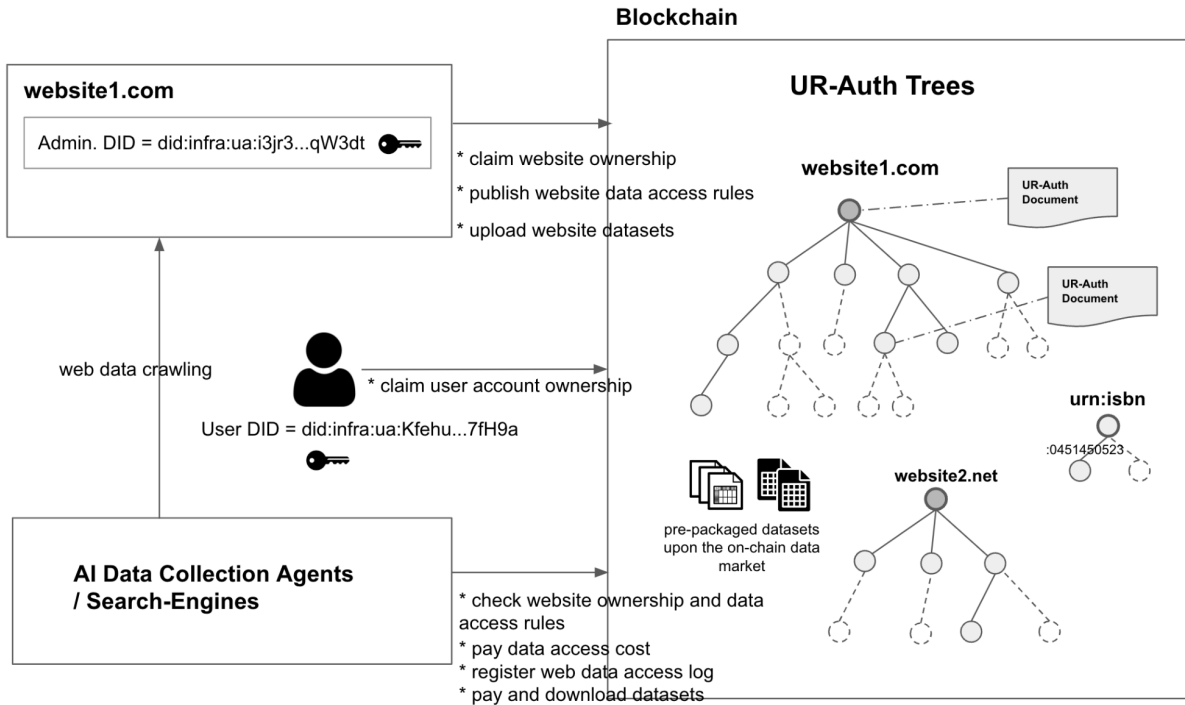 Blockchain
website1.com
Admin. DID = did:infra:ua:i3jr3...qW3dt
* claim website ownership
* publish website data access rules
* upload website datasets
web data crawling
* claim user account ownership
User DID = did:infra:ua:Kfehu...7fH9a
AI Data Collection Agents
/ Search-Engines
* check website ownership and data
access rules
* pay data access cost
* register web data access log
* pay and download datasets
UR-Auth Trees
website1.com
UR-Auth
Document
UR-Auth
Document
urn:isbn
:0451450523
website2.net
pre-packaged datasets
upon the on-chain data
market